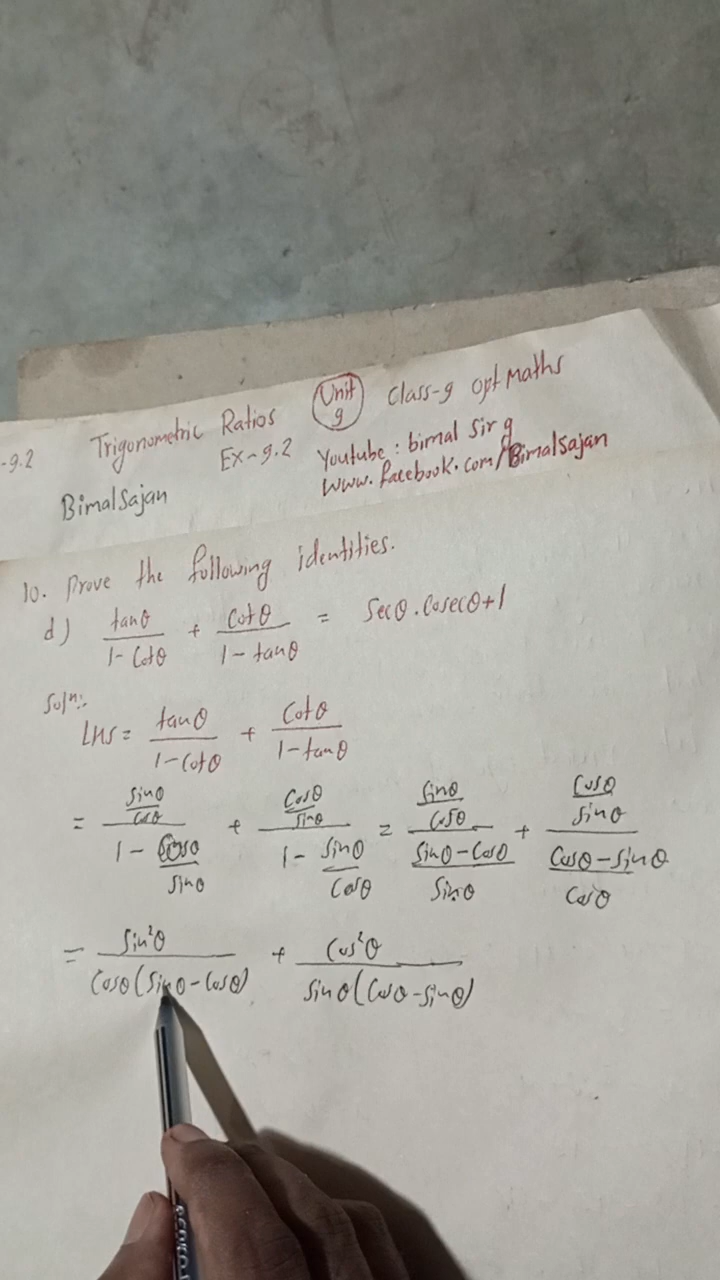 -9.2 Trigonometric Ratios Unit 9 Class-9 opt Maths
Ex-9.2 Youtube : bimal Sir g
BimalSajan www.facebook.com/BimalSajan
10. Prove the following identities.
d) tanθ/1-Cotθ + Cotθ/1-tanθ = Secθ.Cosecθ+1
Solⁿ:
LHS = tanθ/1-Cotθ + Cotθ/1-tanθ
= Sinθ/Cosθ/1-Cosθ/Sinθ + Cosθ/Sinθ/1-Sinθ/Cosθ = Sinθ/Cosθ/Sinθ-Cosθ/Sinθ + Cosθ/Sinθ/Cosθ-Sinθ/Cosθ
= Sin²θ/Cosθ(Sinθ-Cosθ) + Cos²θ/Sinθ(Cosθ-Sinθ)